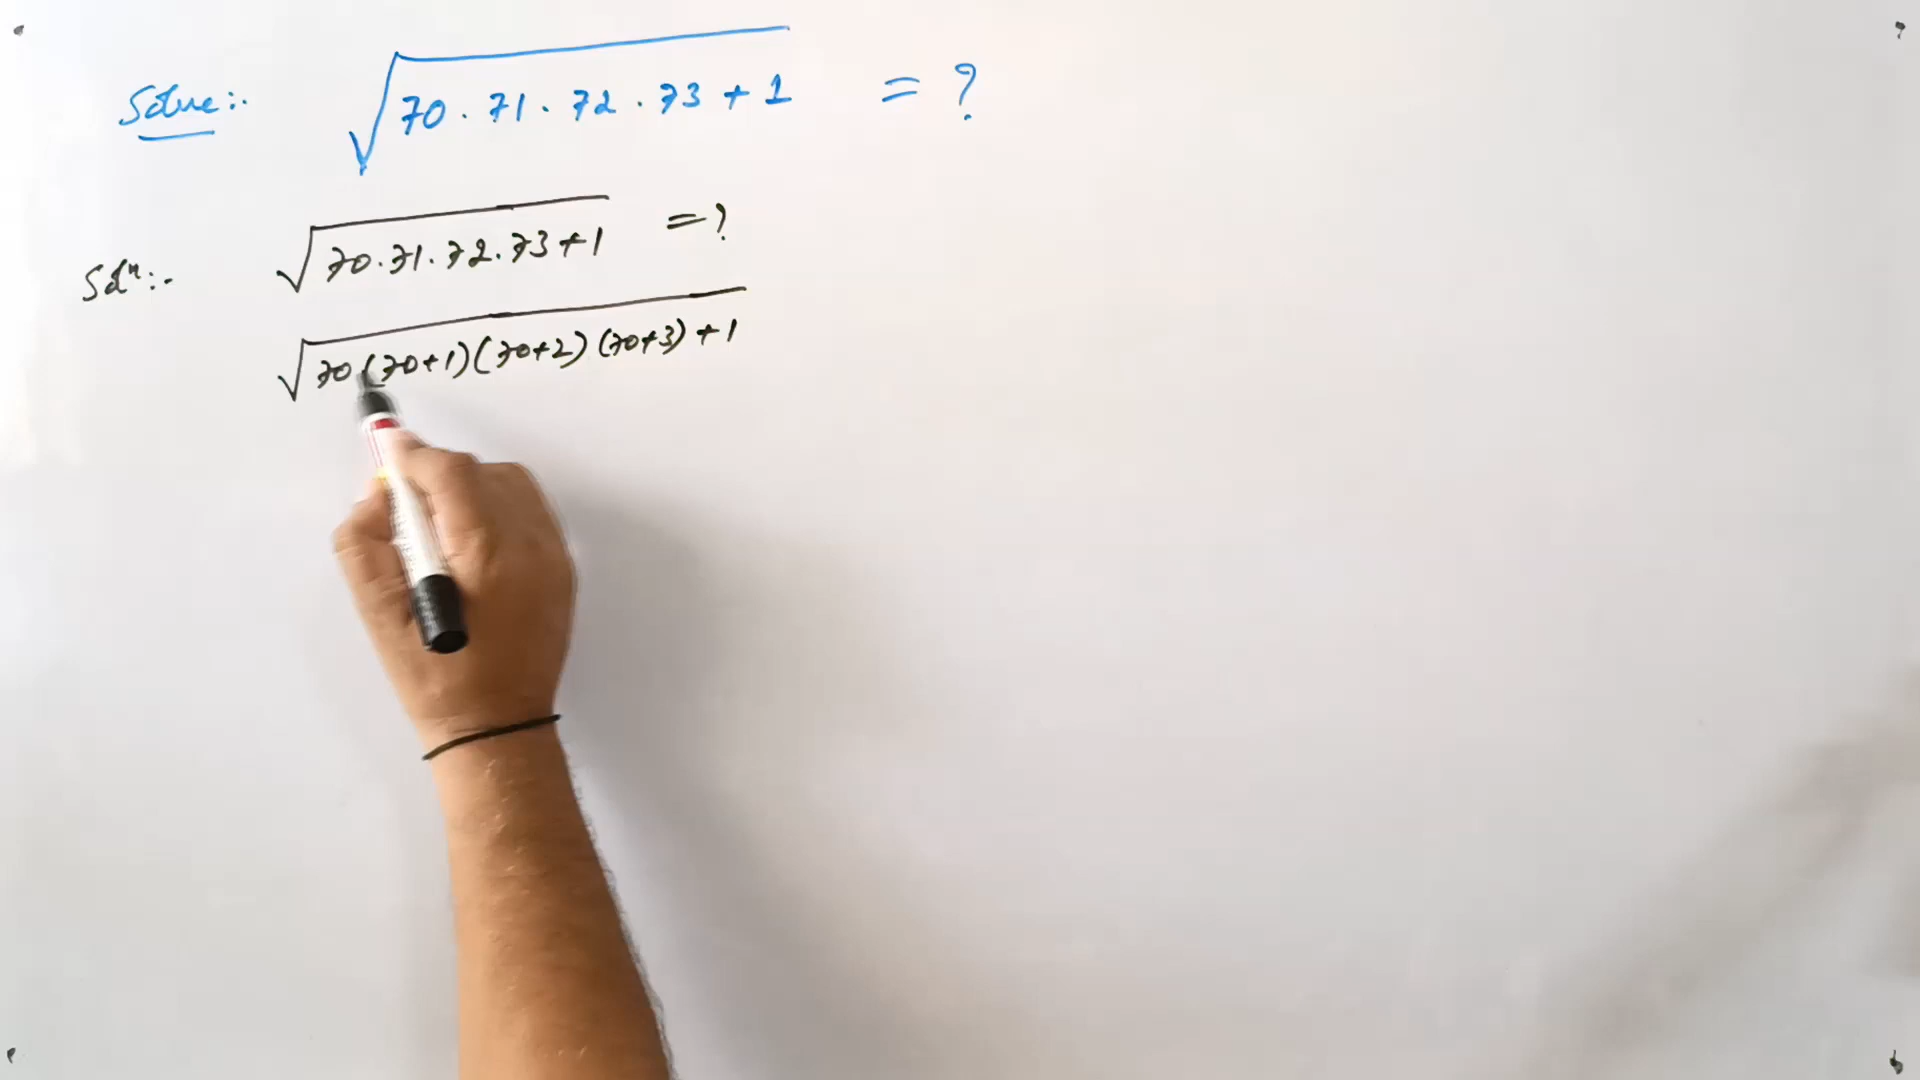 Solve:. √70 . 71 . 72 . 73 + 1 = ?
Solⁿ:. √70.71.72.73+1 = ?
√70(70+1)(70+2)(70+3)+1